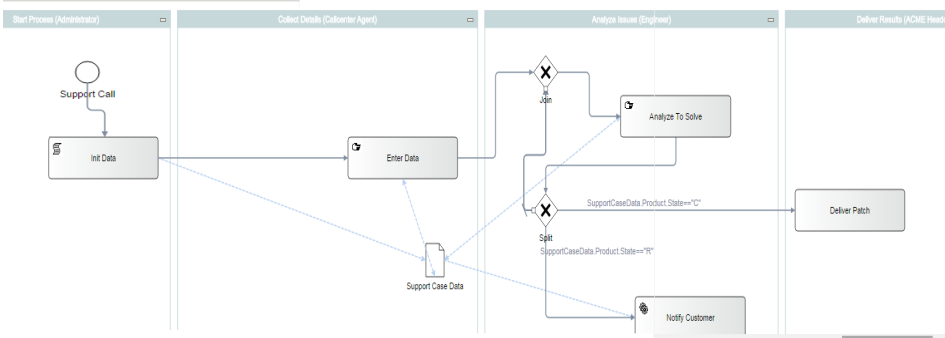 Start Process (Administrator)
Collect Details (Callcenter Agent)
Analyze Issues (Engineer)
Deliver Results (ACME Head
Support Call
Join
Analyze To Solve
Init Data
Enter Data
SupportCaseData.Product.State=="C"
Deliver Patch
Split
SupportCaseData.Product.State=="R"
Support Case Data
Notify Customer